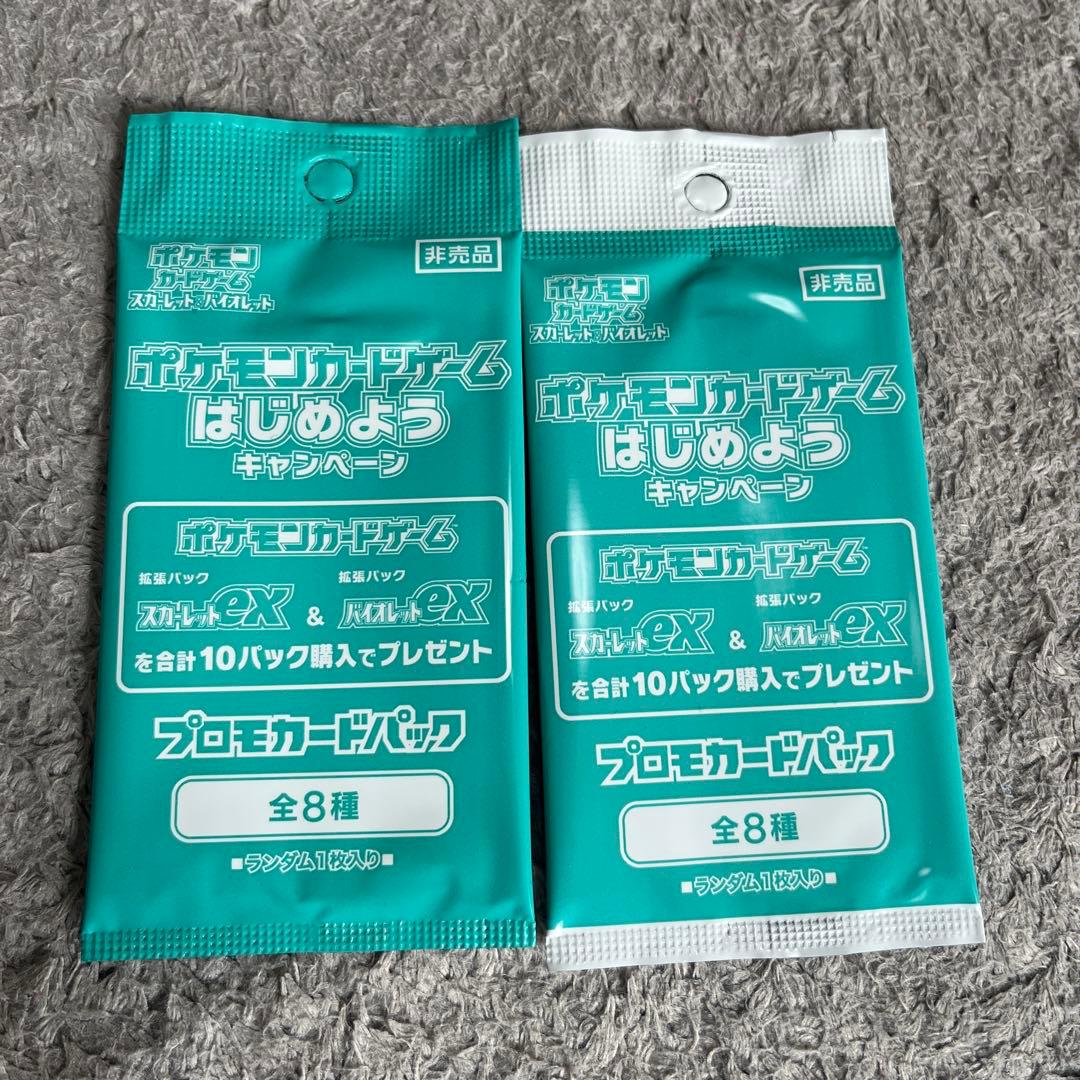 ポケモン
カードゲーム
スカーレット&バイオレット
非売品
ポケモンカードゲーム
はじめよう
キャンペーン
ポケモンカードゲーム
拡張パック 拡張パック
スカーレットex & バイオレットex
を合計10パック購入でプレゼント
プロモカードパック
全8種
■ランダム1枚入り■
ポケモン
カードゲーム
スカーレット&バイオレット
非売品
ポケモンカードゲーム
はじめよう
キャンペーン
ポケモンカードゲーム
拡張パック 拡張パック
スカーレットex & バイオレットex
を合計10パック購入でプレゼント
プロモカードパック
全8種
■ランダム1枚入り■